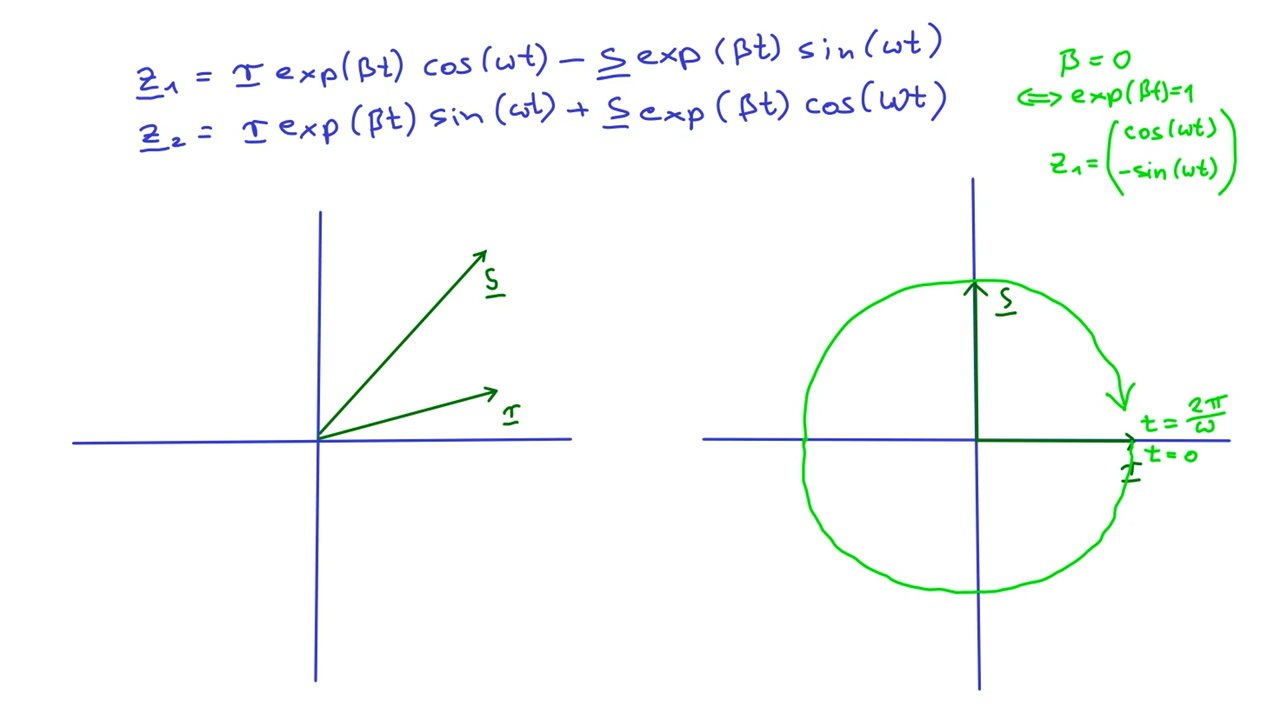 z₁ = r exp(βt) cos(ωt) − s exp(βt) sin(ωt)
z₂ = r exp(βt) sin(ωt) + s exp(βt) cos(ωt)
β = 0
⇔ exp(βt)=1
z₁ = (cos(ωt)
−sin(ωt))
s
r
s
t = 2π/ω
t = 0
r